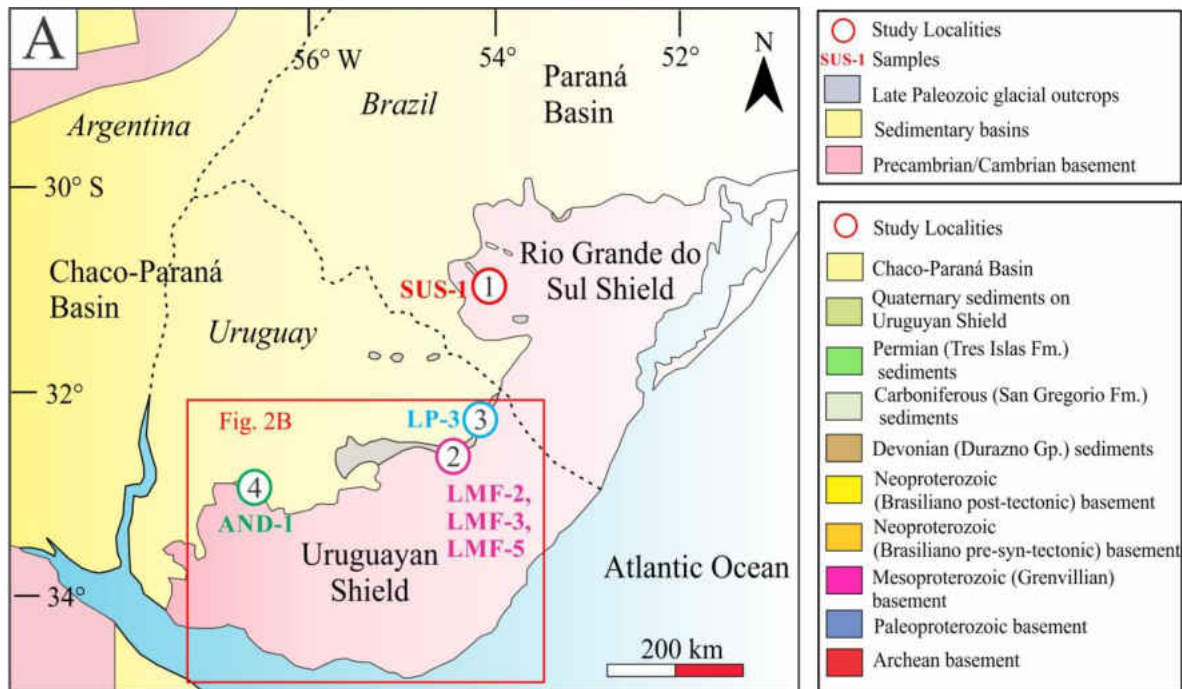 A
56° W
54°
52°
N
Paraná
Basin
Brazil
Argentina
30° S
Rio Grande do
Sul Shield
Chaco-Paraná
Basin
SUS-1
1
Uruguay
32°
Fig. 2B
LP-3
3
2
4
AND-1
LMF-2,
LMF-3,
LMF-5
Uruguayan
Shield
Atlantic Ocean
34°
200 km
Study Localities
SUS-1 Samples
Late Paleozoic glacial outcrops
Sedimentary basins
Precambrian/Cambrian basement
Study Localities
Chaco-Paraná Basin
Quaternary sediments on
Uruguyan Shield
Permian (Tres Islas Fm.)
sediments
Carboniferous (San Gregorio Fm.)
sediments
Devonian (Durazno Gp.) sediments
Neoproterozoic
(Brasiliano post-tectonic) basement
Neoproterozoic
(Brasiliano pre-syn-tectonic) basement
Mesoproterozoic (Grenvillian)
basement
Paleoproterozoic basement
Archean basement